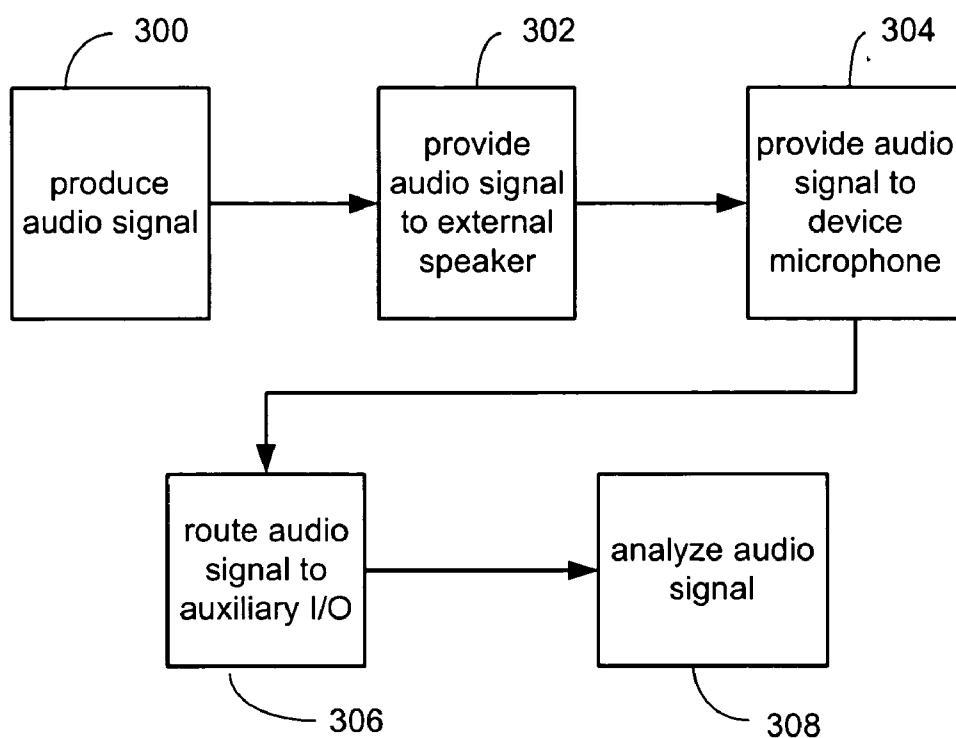 300
302
304
produce
audio signal
provide
audio signal
to external
speaker
provide audio
signal to
device
microphone
route audio
signal to
auxiliary I/O
analyze audio
signal
306
308